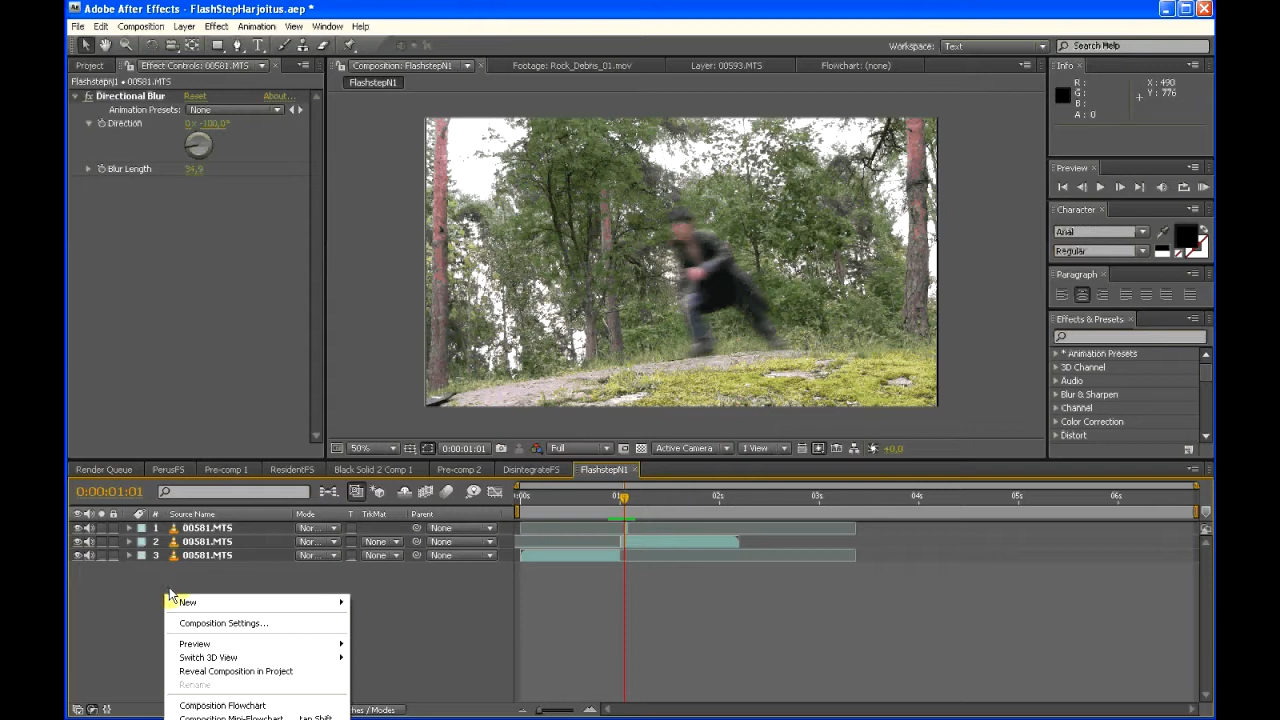 Adobe After Effects - FlashStepHarjoitus.aep *
File Edit Composition Layer Effect Animation View Window Help
Workspace: Text Search Help
Project Effect Controls: 00581.MTS Composition: FlashstepN1 Footage: Rock_Debris_01.mov Layer: 00593.MTS Flowchart: (none) Info
FlashstepN1 • 00581.MTS
FlashstepN1
Directional Blur Reset About...
Animation Presets: None
Direction 0 x -100,0°
Blur Length 34,9
R :
G :
B :
A : 0
X : 490
Y : 776
Preview
Character
Arial
Regular
Paragraph
Effects & Presets
* Animation Presets
3D Channel
Audio
Blur & Sharpen
Channel
Color Correction
Distort
50% 0:00:01:01 Full Active Camera 1 View +0,0
Render Queue PerusFS Pre-comp 1 ResidentFS Black Solid 2 Comp 1 Pre-comp 2 DisintegrateFS FlashstepN1
0:00:01:01 02s 03s 04s 05s 06s
# Source Name Mode T TrkMat Parent
1 00581.MTS Nor... None
2 00581.MTS Nor... None None
3 00581.MTS Nor... None None
New
Composition Settings...
Preview
Switch 3D View
Reveal Composition in Project
Rename
Composition Flowchart
Composition Mini-Flowchart tap Shift